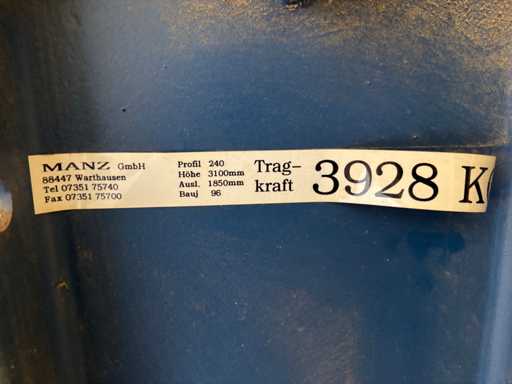 MANZ GmbH
88447 Warthausen
Tel 07351 75740
Fax 07351 75700
Profil 240
Höhe 3100mm
Ausl. 1850mm
Bauj 96
Trag-
kraft 3928 K